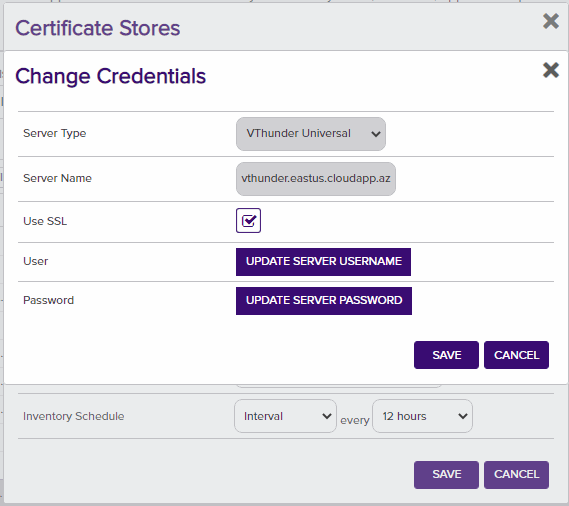 Certificate Stores
Change Credentials
Server Type VThunder Universal
Server Name vthunder.eastus.cloudapp.az
Use SSL
User UPDATE SERVER USERNAME
Password UPDATE SERVER PASSWORD
SAVE CANCEL
Inventory Schedule Interval every 12 hours
SAVE CANCEL